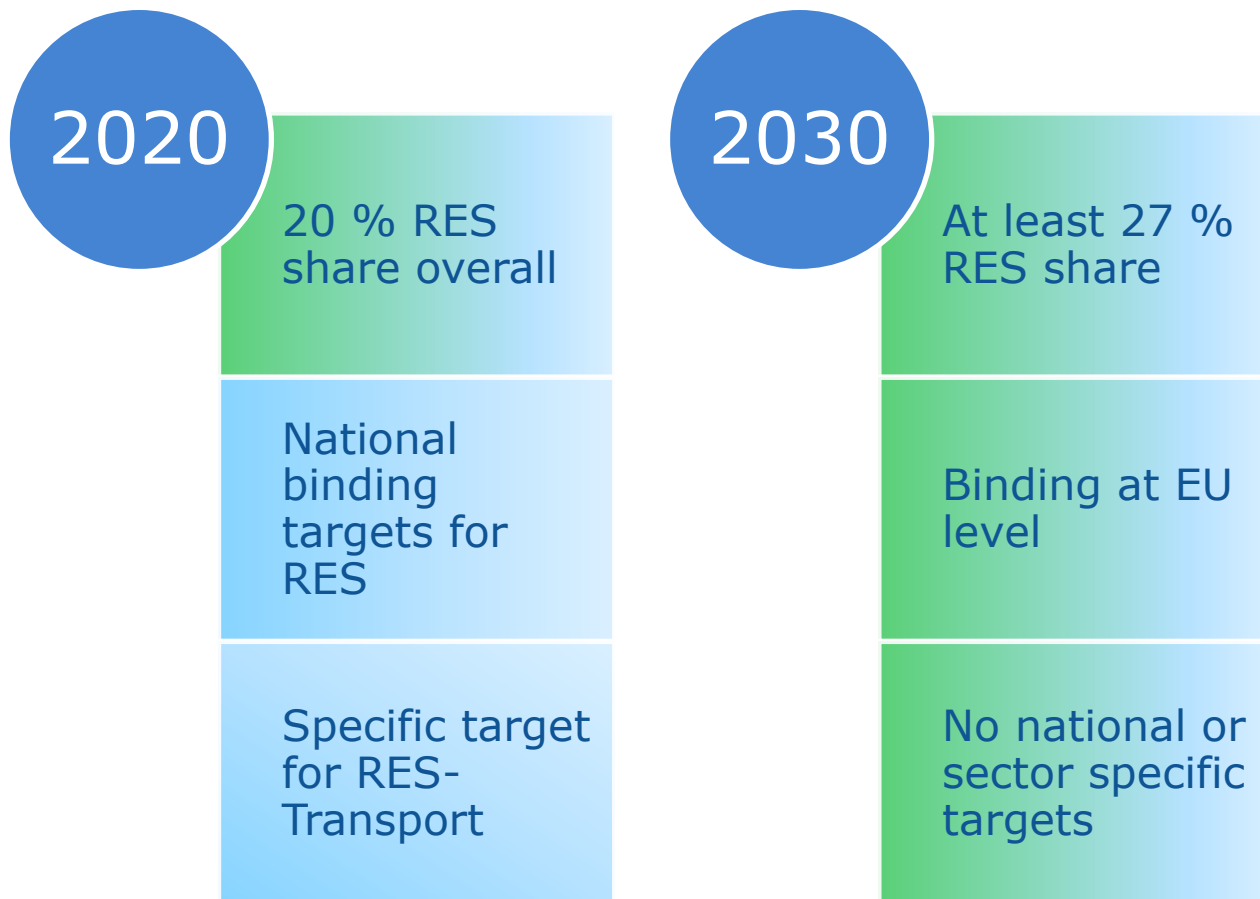 2020
20 % RES
share overall
National
binding
targets for
RES
Specific target
for RES-
Transport
2030
At least 27 %
RES share
Binding at EU
level
No national or
sector specific
targets